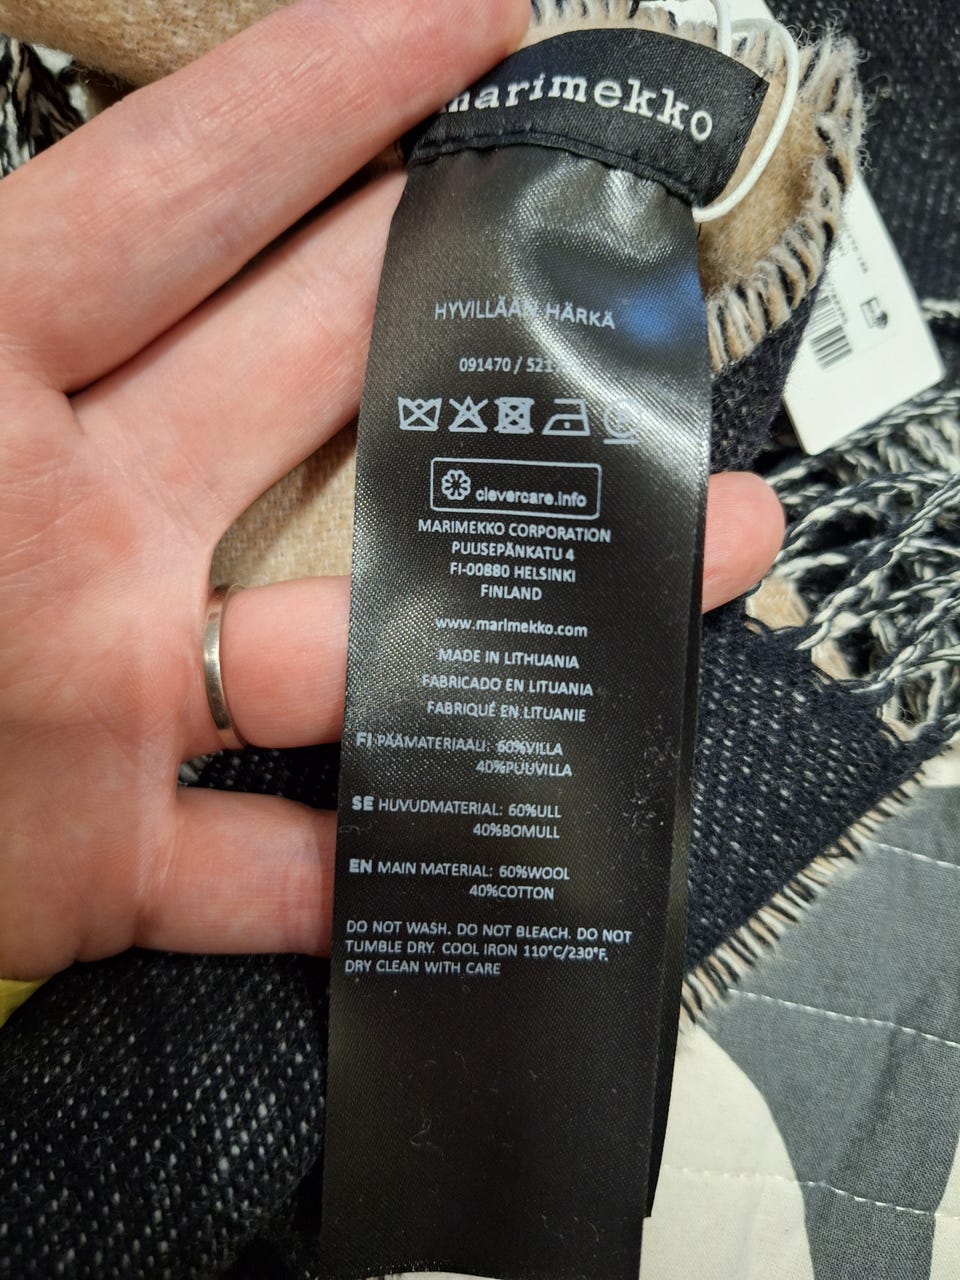 marimekko
HYVILLÄÄN HÄRKÄ
091470 /
clevercare.info
MARIMEKKO CORPORATION
PUUSEPÄNKATU 4
FI-00880 HELSINKI
FINLAND
www.marimekko.com
MADE IN LITHUANIA
FABRICADO EN LITUANIA
FABRIQUÉ EN LITUANIE
FI PÄÄMATERIAALI: 60%VILLA
40%PUUVILLA
SE HUVUDMATERIAL: 60%ULL
40%BOMULL
EN MAIN MATERIAL: 60%WOOL
40%COTTON
DO NOT WASH. DO NOT BLEACH. DO NOT
TUMBLE DRY. COOL IRON 110°C/230°F.
DRY CLEAN WITH CARE